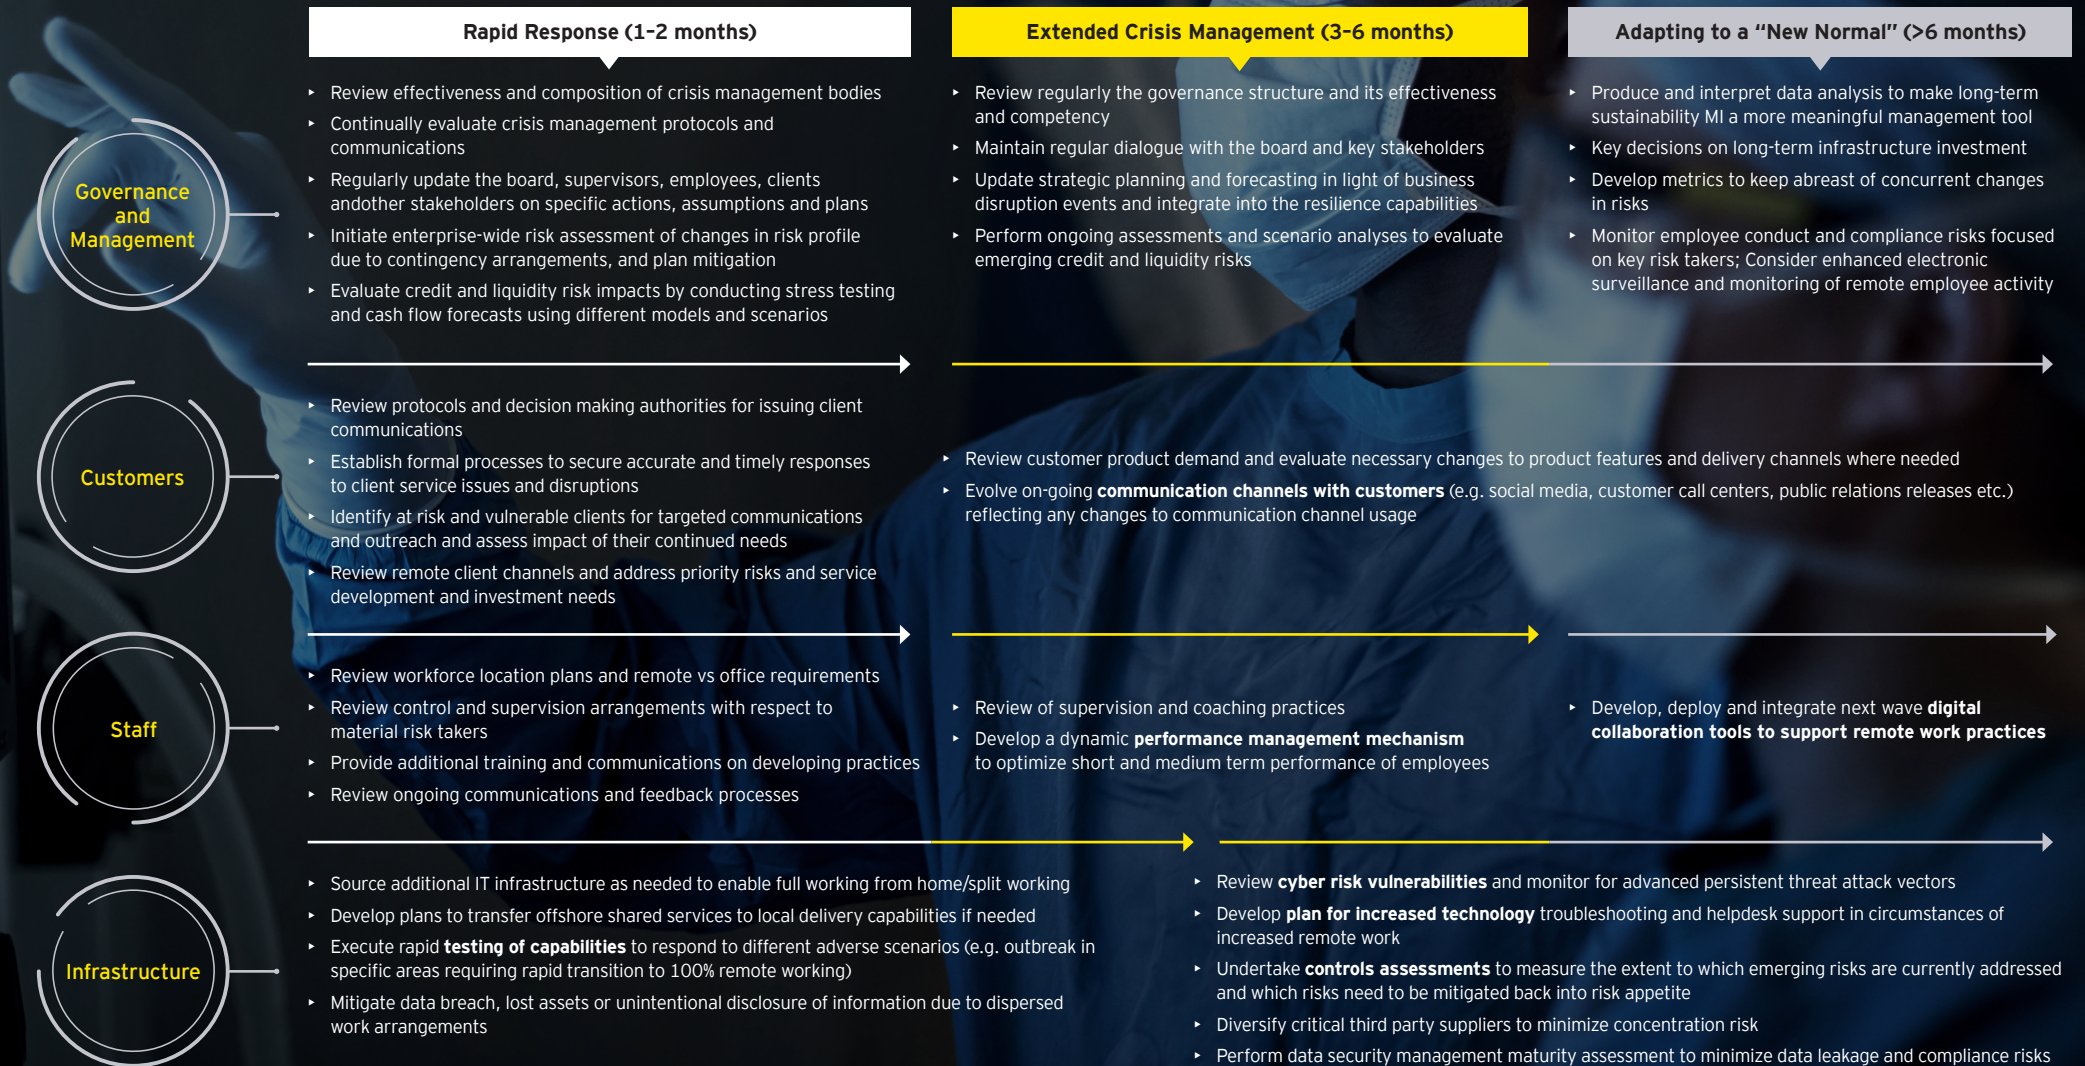 Rapid Response (1–2 months)
Extended Crisis Management (3–6 months)
Adapting to a “New Normal” (>6 months)
Governance
and
Management
‣ Review effectiveness and composition of crisis management bodies
‣ Continually evaluate crisis management protocols and
communications
‣ Regularly update the board, supervisors, employees, clients
andother stakeholders on specific actions, assumptions and plans
‣ Initiate enterprise-wide risk assessment of changes in risk profile
due to contingency arrangements, and plan mitigation
‣ Evaluate credit and liquidity risk impacts by conducting stress testing
and cash flow forecasts using different models and scenarios
‣ Review regularly the governance structure and its effectiveness
and competency
‣ Maintain regular dialogue with the board and key stakeholders
‣ Update strategic planning and forecasting in light of business
disruption events and integrate into the resilience capabilities
‣ Perform ongoing assessments and scenario analyses to evaluate
emerging credit and liquidity risks
‣ Produce and interpret data analysis to make long-term
sustainability MI a more meaningful management tool
‣ Key decisions on long-term infrastructure investment
‣ Develop metrics to keep abreast of concurrent changes
in risks
‣ Monitor employee conduct and compliance risks focused
on key risk takers; Consider enhanced electronic
surveillance and monitoring of remote employee activity
Customers
‣ Review protocols and decision making authorities for issuing client
communications
‣ Establish formal processes to secure accurate and timely responses
to client service issues and disruptions
‣ Identify at risk and vulnerable clients for targeted communications
and outreach and assess impact of their continued needs
‣ Review remote client channels and address priority risks and service
development and investment needs
‣ Review customer product demand and evaluate necessary changes to product features and delivery channels where needed
‣ Evolve on-going communication channels with customers (e.g. social media, customer call centers, public relations releases etc.)
reflecting any changes to communication channel usage
Staff
‣ Review workforce location plans and remote vs office requirements
‣ Review control and supervision arrangements with respect to
material risk takers
‣ Provide additional training and communications on developing practices
‣ Review ongoing communications and feedback processes
‣ Review of supervision and coaching practices
‣ Develop a dynamic performance management mechanism
to optimize short and medium term performance of employees
‣ Develop, deploy and integrate next wave digital
collaboration tools to support remote work practices
Infrastructure
‣ Source additional IT infrastructure as needed to enable full working from home/split working
‣ Develop plans to transfer offshore shared services to local delivery capabilities if needed
‣ Execute rapid testing of capabilities to respond to different adverse scenarios (e.g. outbreak in
specific areas requiring rapid transition to 100% remote working)
‣ Mitigate data breach, lost assets or unintentional disclosure of information due to dispersed
work arrangements
‣ Review cyber risk vulnerabilities and monitor for advanced persistent threat attack vectors
‣ Develop plan for increased technology troubleshooting and helpdesk support in circumstances of
increased remote work
‣ Undertake controls assessments to measure the extent to which emerging risks are currently addressed
and which risks need to be mitigated back into risk appetite
‣ Diversify critical third party suppliers to minimize concentration risk
‣ Perform data security management maturity assessment to minimize data leakage and compliance risks